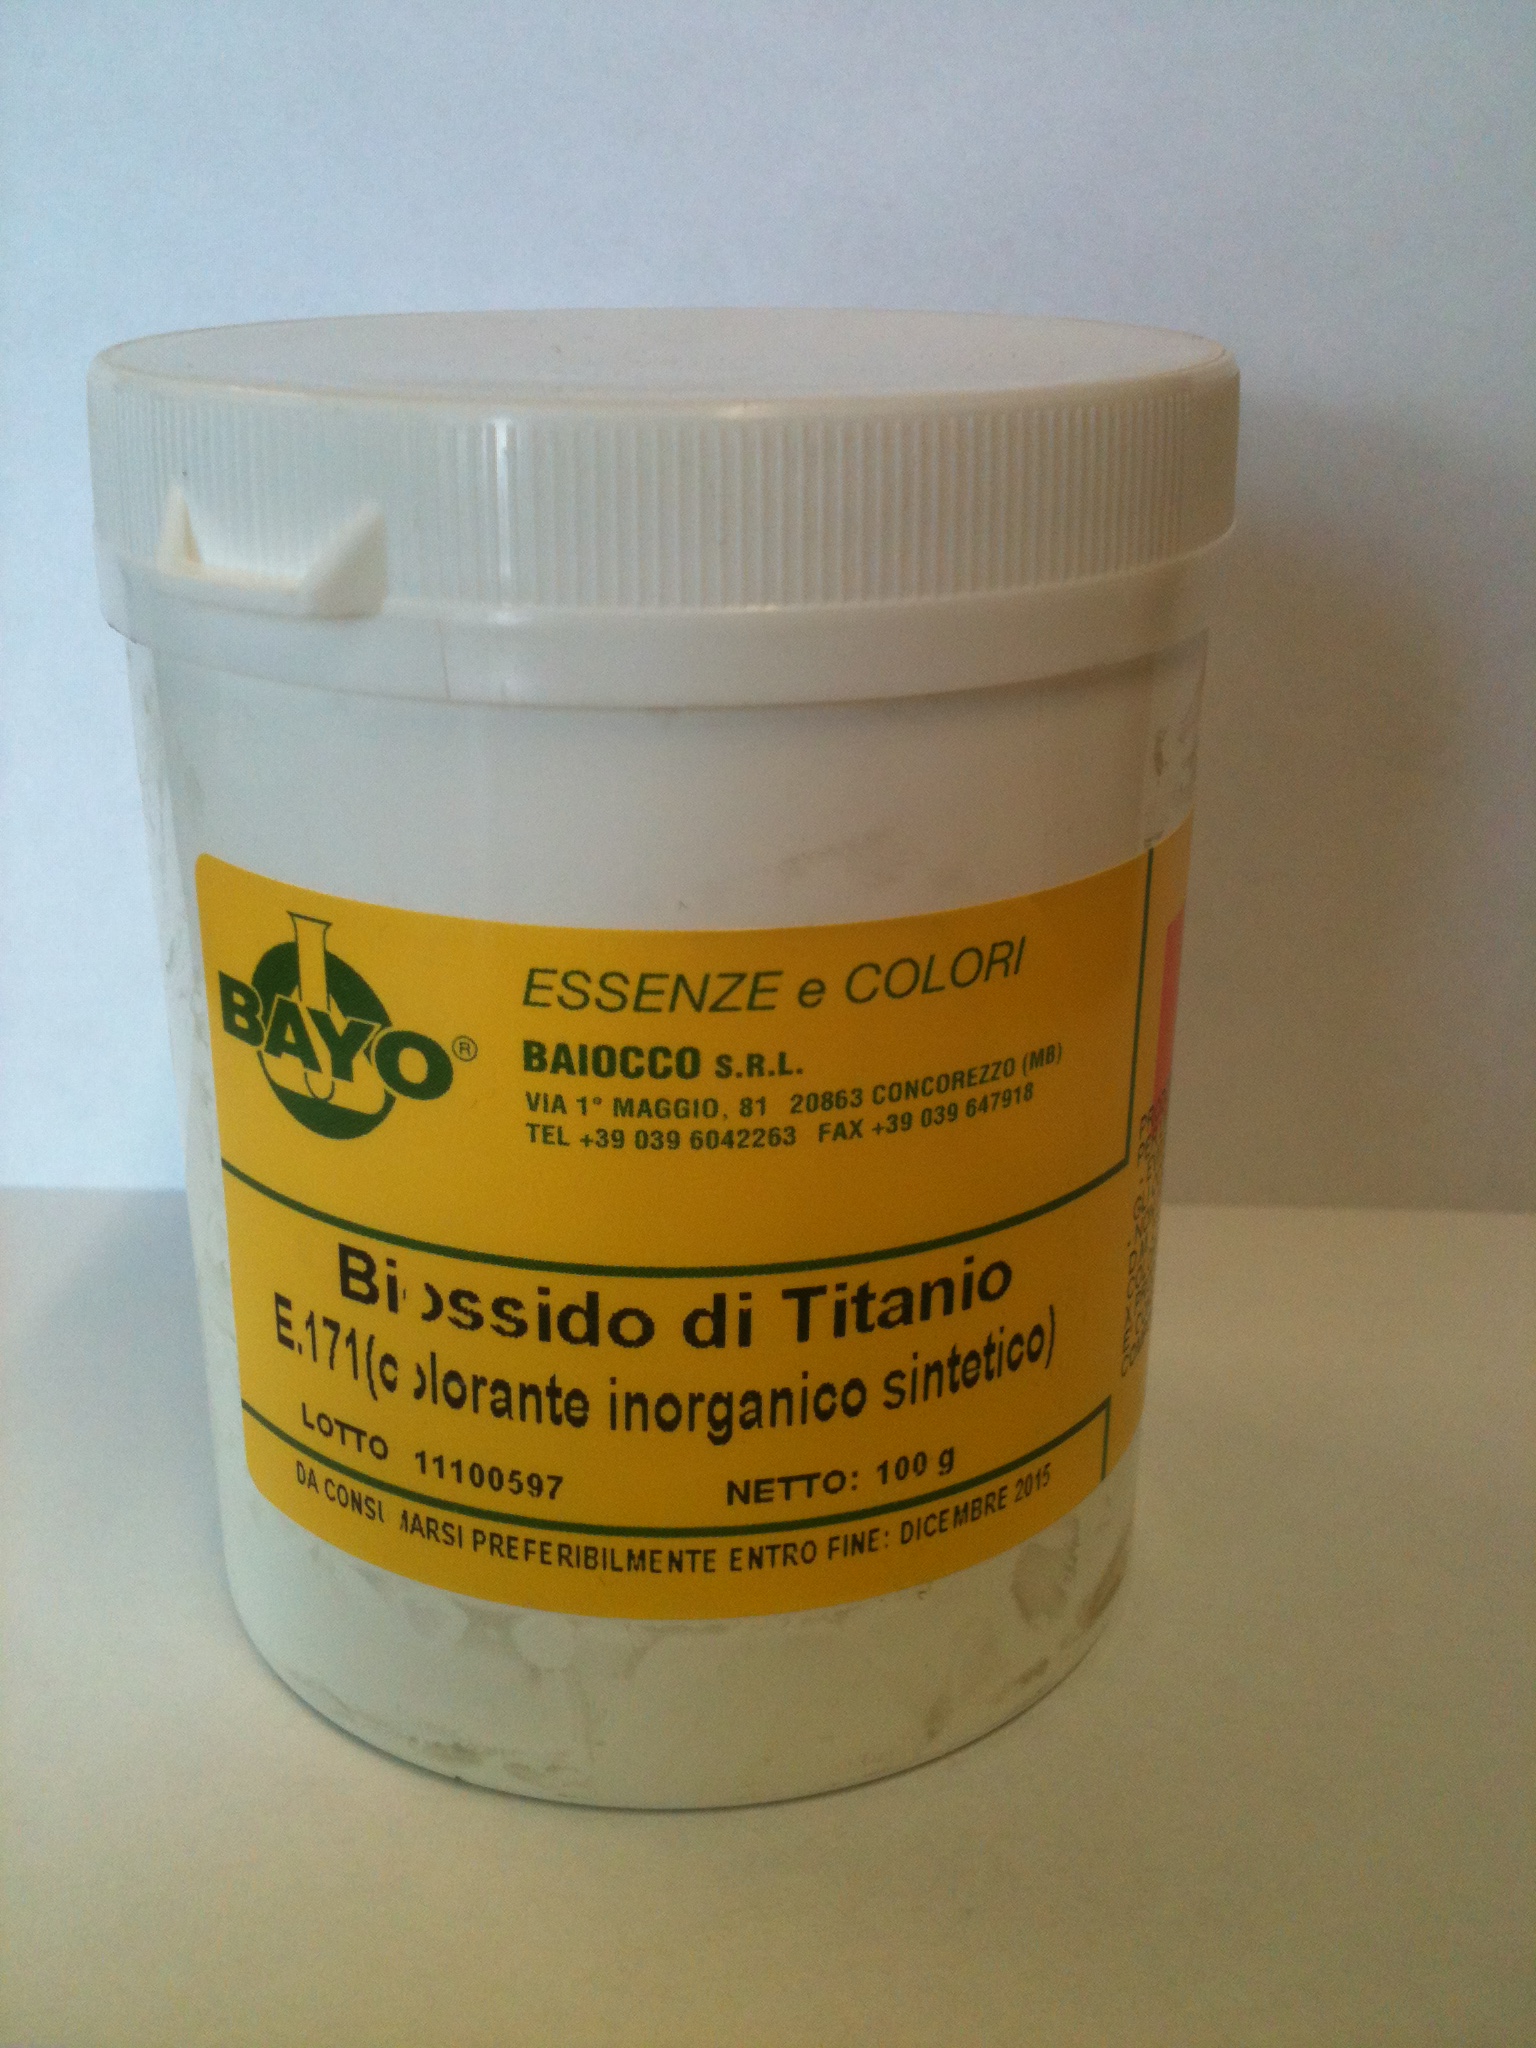 BAYO®
ESSENZE e COLORI
BAIOCCO S.R.L.
VIA 1° MAGGIO, 81 20863 CONCOREZZO (MB)
TEL +39 039 6042263 FAX +39 039 647918
Biossido di Titanio
E.171(colorante inorganico sintetico)
LOTTO 11100597 NETTO: 100 g
DA CONSUMARSI PREFERIBILMENTE ENTRO FINE: DICEMBRE 2015